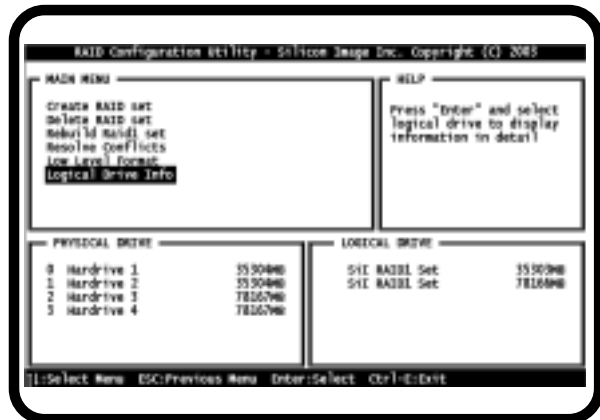 RAID Configuration Utility - Silicon Image Inc. Copyright (C) 2003
MAIN MENU
Create RAID set
Delete RAID set
Rebuild Raid1 set
Resolve Conflicts
Low Level Format
Logical Drive Info
HELP
Press "Enter" and select
logical drive to display
information in detail
PHYSICAL DRIVE
0 Hardrive 1 35304MB
1 Hardrive 2 35304MB
2 Hardrive 3 78167MB
3 Hardrive 4 78167MB
LOGICAL DRIVE
SiI RAID1 Set 35303MB
SiI RAID1 Set 78166MB
:Select Menu ESC:Previous Menu Enter:Select Ctrl-E:Exit